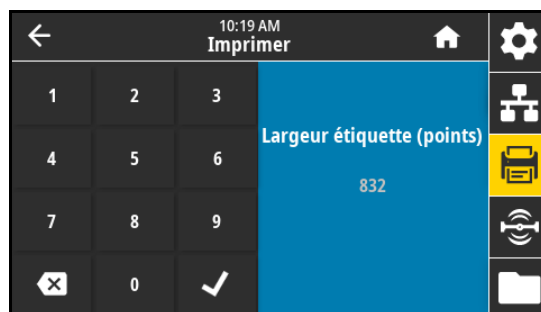 10:19 AM
Imprimer
1 2 3
Largeur étiquette (points)
4 5 6
832
7 8 9
0